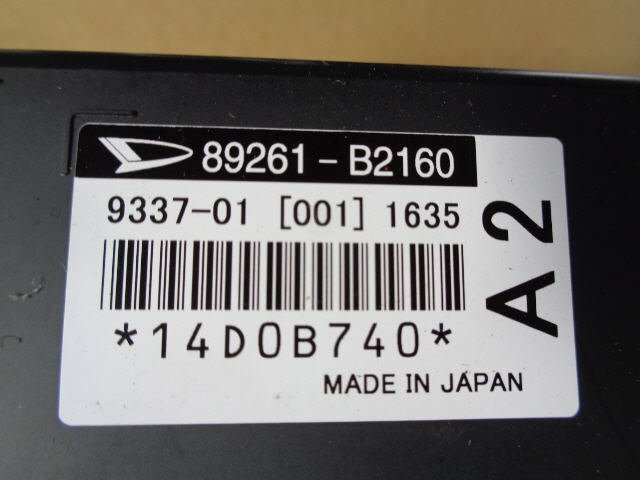 89261-B2160
9337-01 [001] 1635
*14D0B740*
MADE IN JAPAN
A2